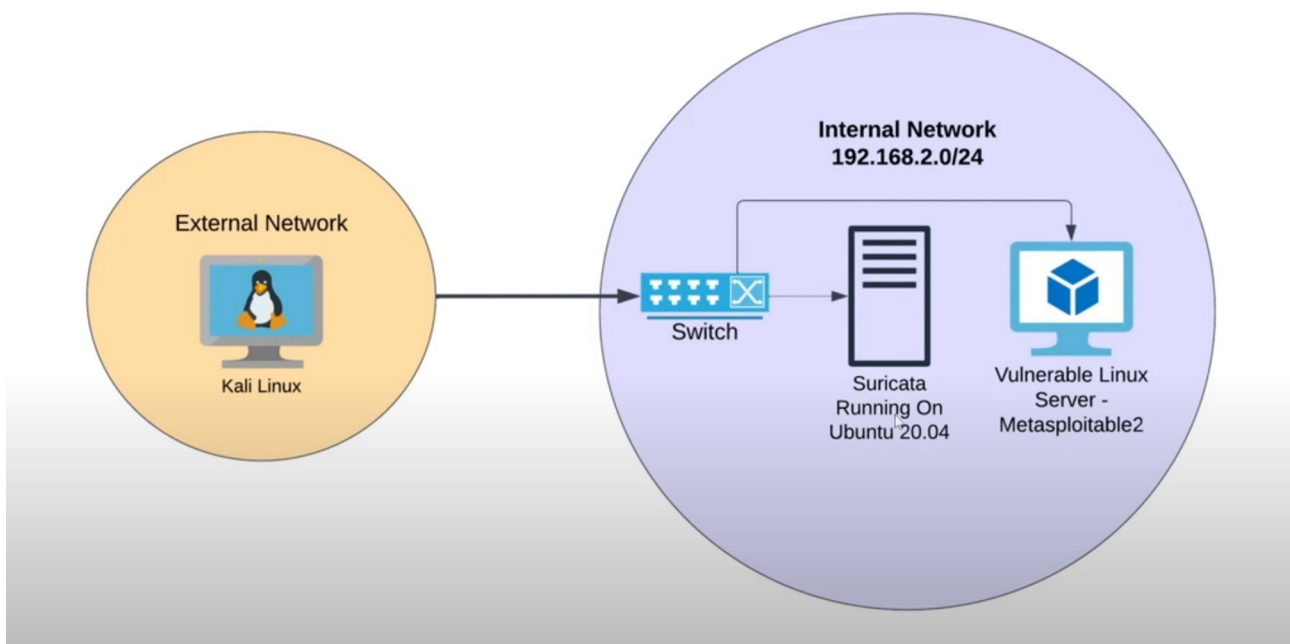 External Network
Kali Linux
Internal Network
192.168.2.0/24
Switch
Suricata
Running On
Ubuntu 20.04
Vulnerable Linux
Server -
Metasploitable2